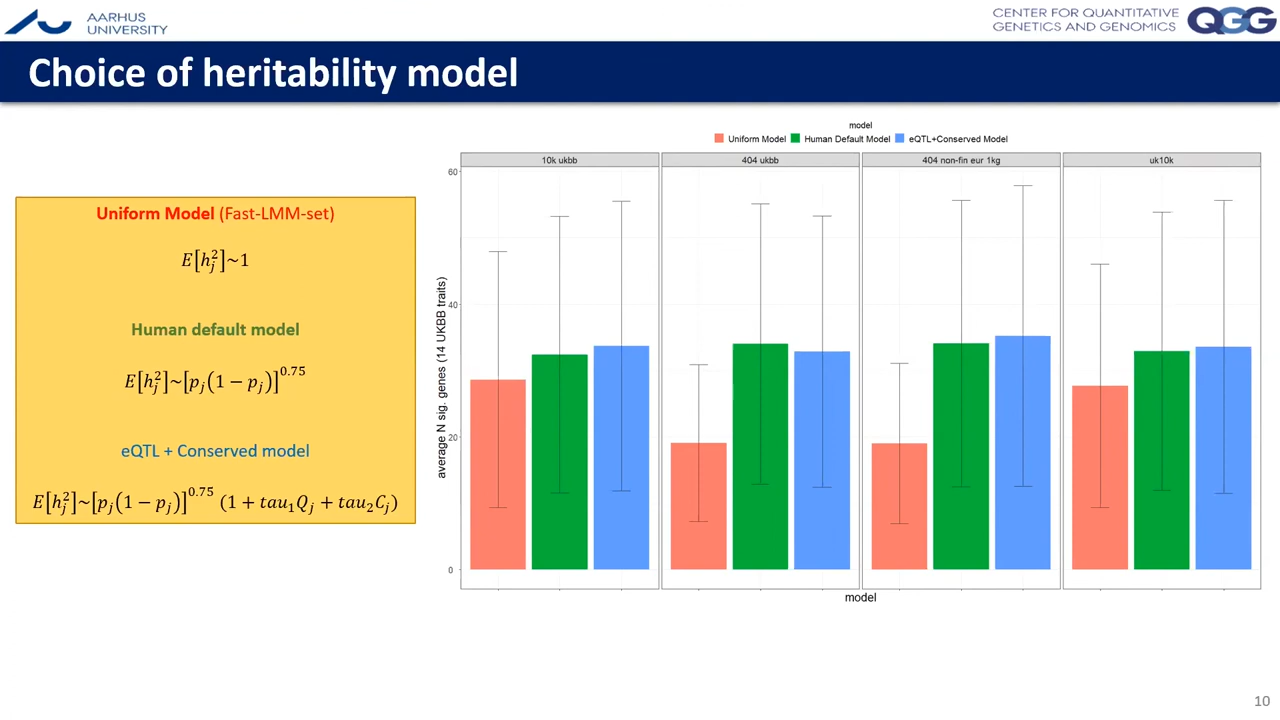 AARHUS
UNIVERSITY
CENTER FOR QUANTITATIVE
GENETICS AND GENOMICS
QGG
Choice of heritability model
Uniform Model (Fast-LMM-set)
E[h_j^2]~1
Human default model
E[h_j^2]~[p_j(1 − p_j)]^0.75
eQTL + Conserved model
E[h_j^2]~[p_j(1 − p_j)]^0.75 (1 + tau_1Q_j + tau_2C_j)
model
Uniform Model Human Default Model eQTL+Conserved Model
10k ukbb 404 ukbb 404 non-fin eur 1kg uk10k
average N sig. genes (14 UKBB traits)
60
40
20
0
model
10